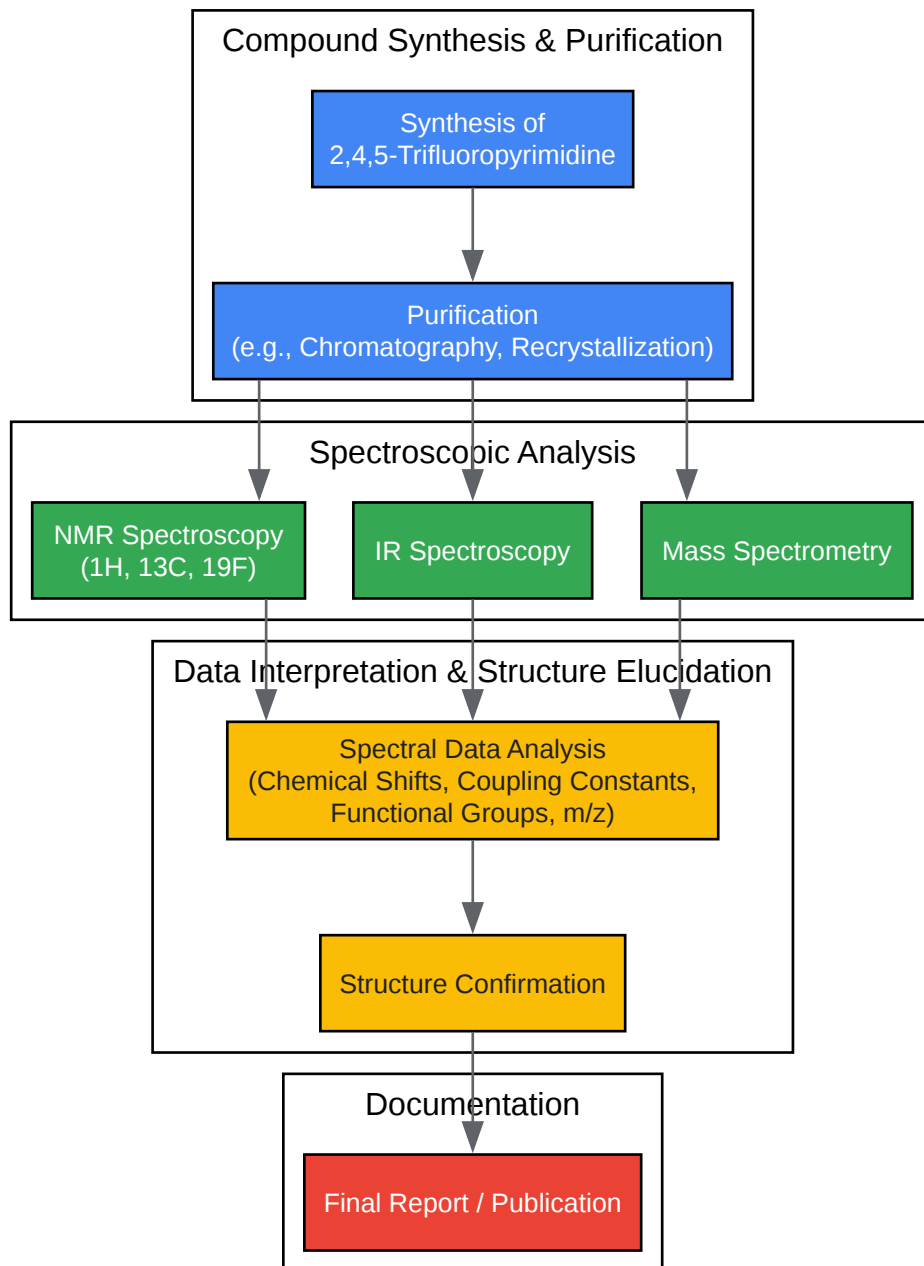 Compound Synthesis & Purification
Synthesis of
2,4,5-Trifluoropyrimidine
Purification
(e.g., Chromatography, Recrystallization)
Spectroscopic Analysis
NMR Spectroscopy
(1H, 13C, 19F)
IR Spectroscopy
Mass Spectrometry
Data Interpretation & Structure Elucidation
Spectral Data Analysis
(Chemical Shifts, Coupling Constants,
Functional Groups, m/z)
Structure Confirmation
Documentation
Final Report / Publication